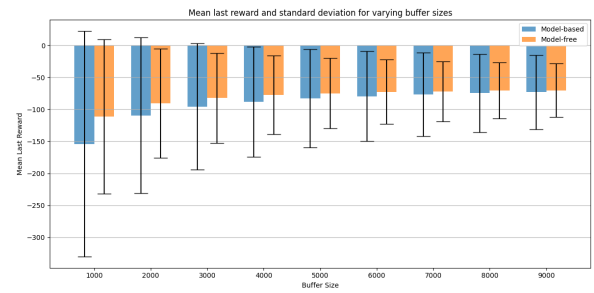 Mean last reward and standard deviation for varying buffer sizes
Model-based
Model-free
0
−50
−100
−150
−200
−250
−300
Mean Last Reward
1000 2000 3000 4000 5000 6000 7000 8000 9000
Buffer Size